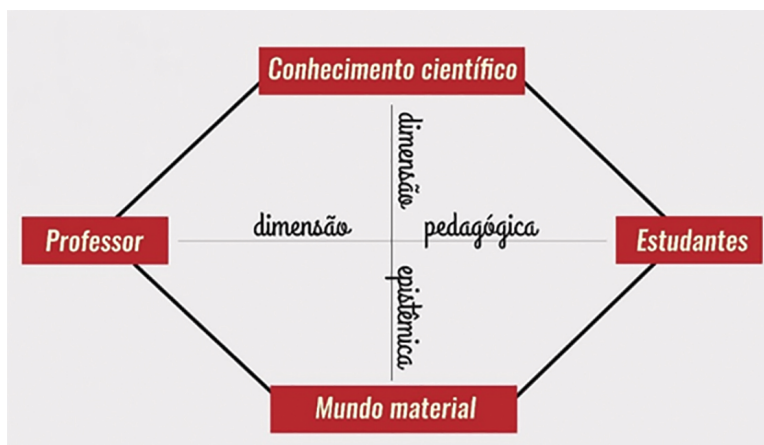 Conhecimento científico
dimensão
dimensão pedagógica
Professor
Estudantes
epistêmica
Mundo material